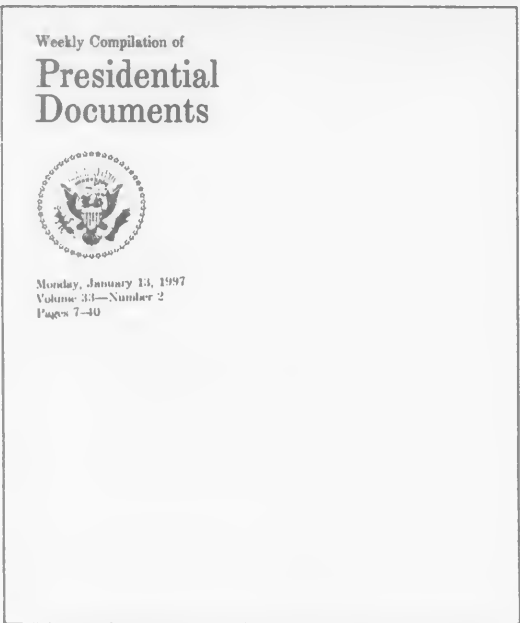 Weekly Compilation of
Presidential
Documents
Monday, January 13, 1997
Volume 33—Number 2
Pages 7–40